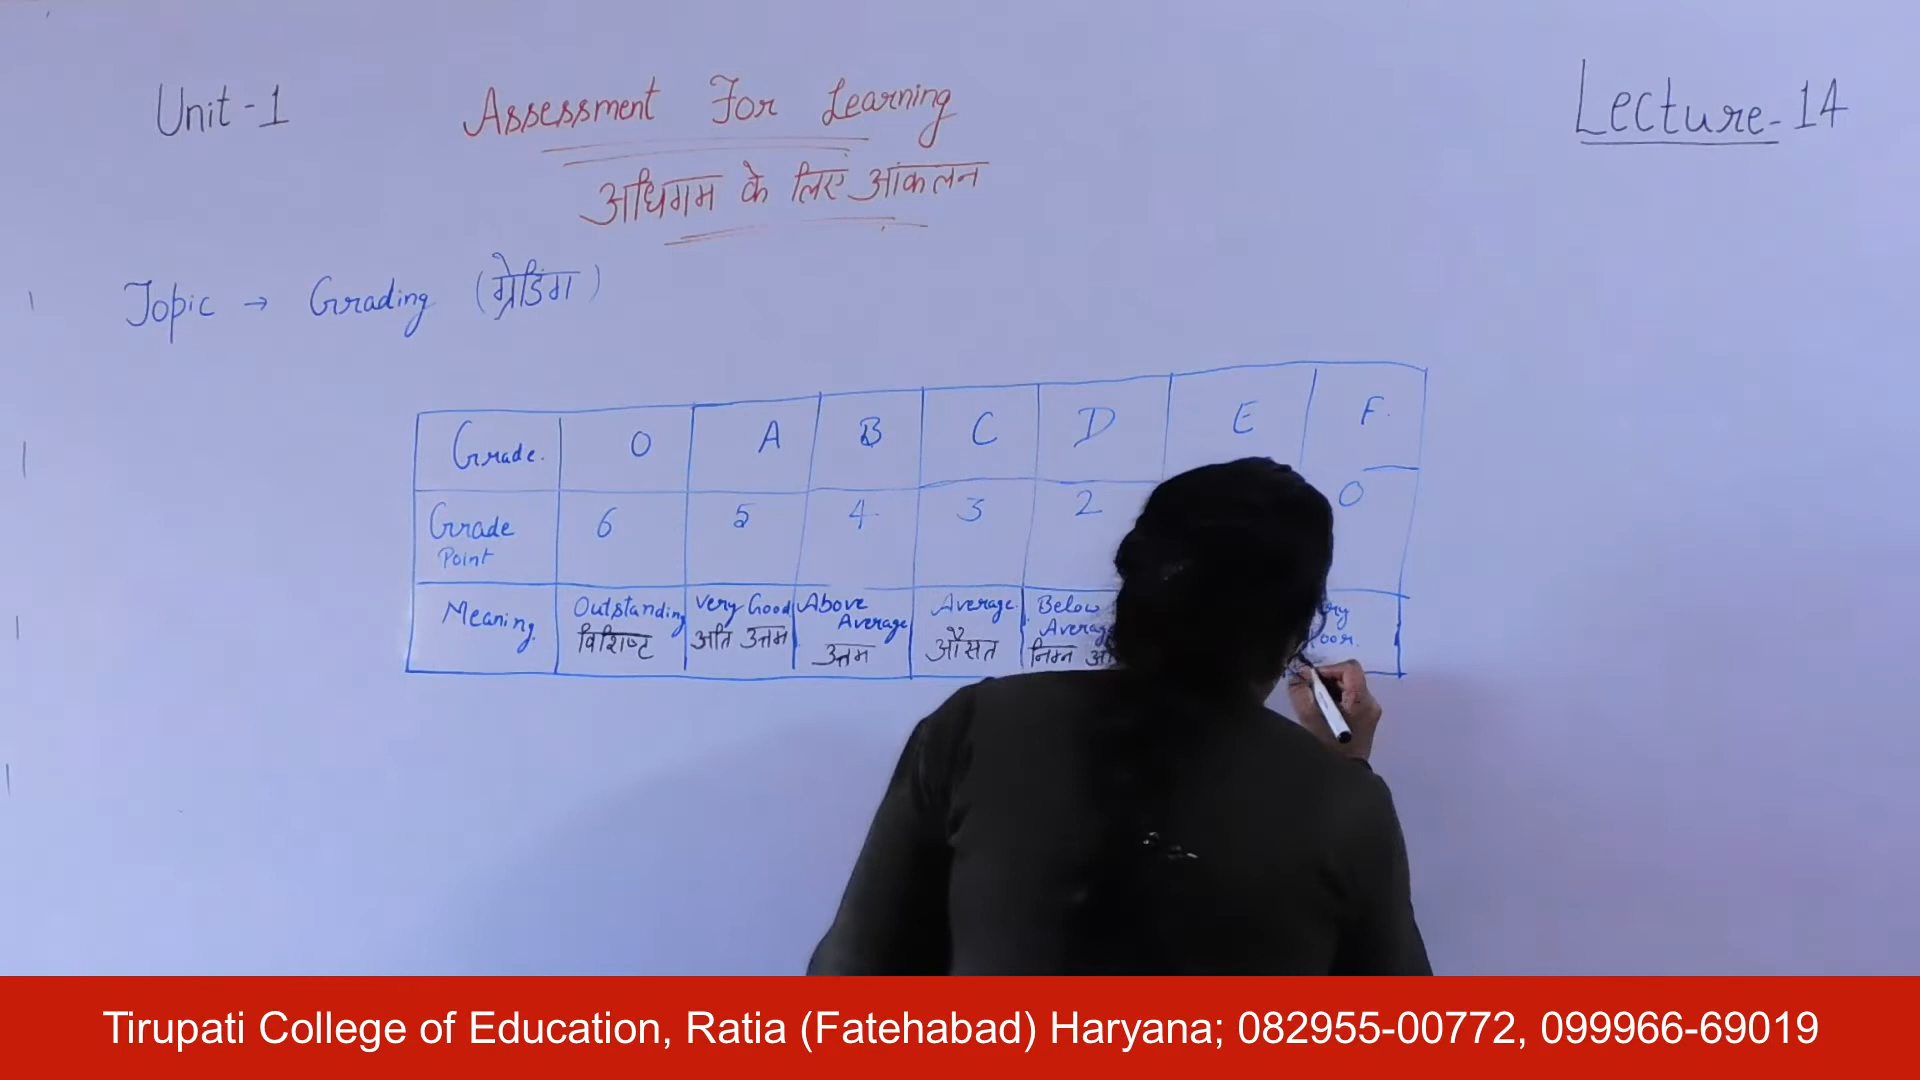 Unit-1 Assessment For Learning Lecture-14
अधिगम के लिए आंकलन
Topic → Grading (ग्रेडिंग)
Grade. O A B C D E F.
Grade Point 6 5 4 3 2 0
Meaning. Outstanding Very Good Above Average Average. Below
विशिष्ट अति उत्तम उत्तम औसत निम्न
Tirupati College of Education, Ratia (Fatehabad) Haryana; 082955-00772, 099966-69019